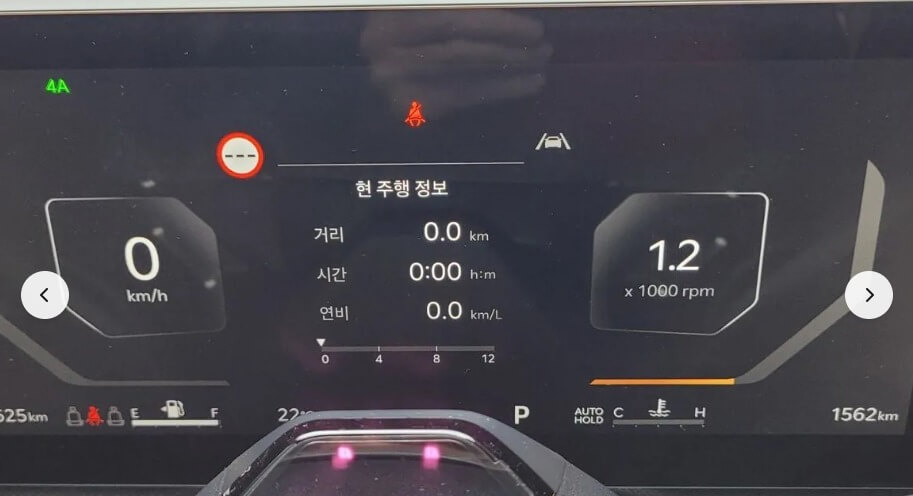 4A
현 주행 정보
거리 0.0 km
시간 0:00 h:m
연비 0.0 km/L
0 4 8 12
0
km/h
1.2
x 1000 rpm
625km
E F
22°
P
AUTO HOLD
C H
1562km